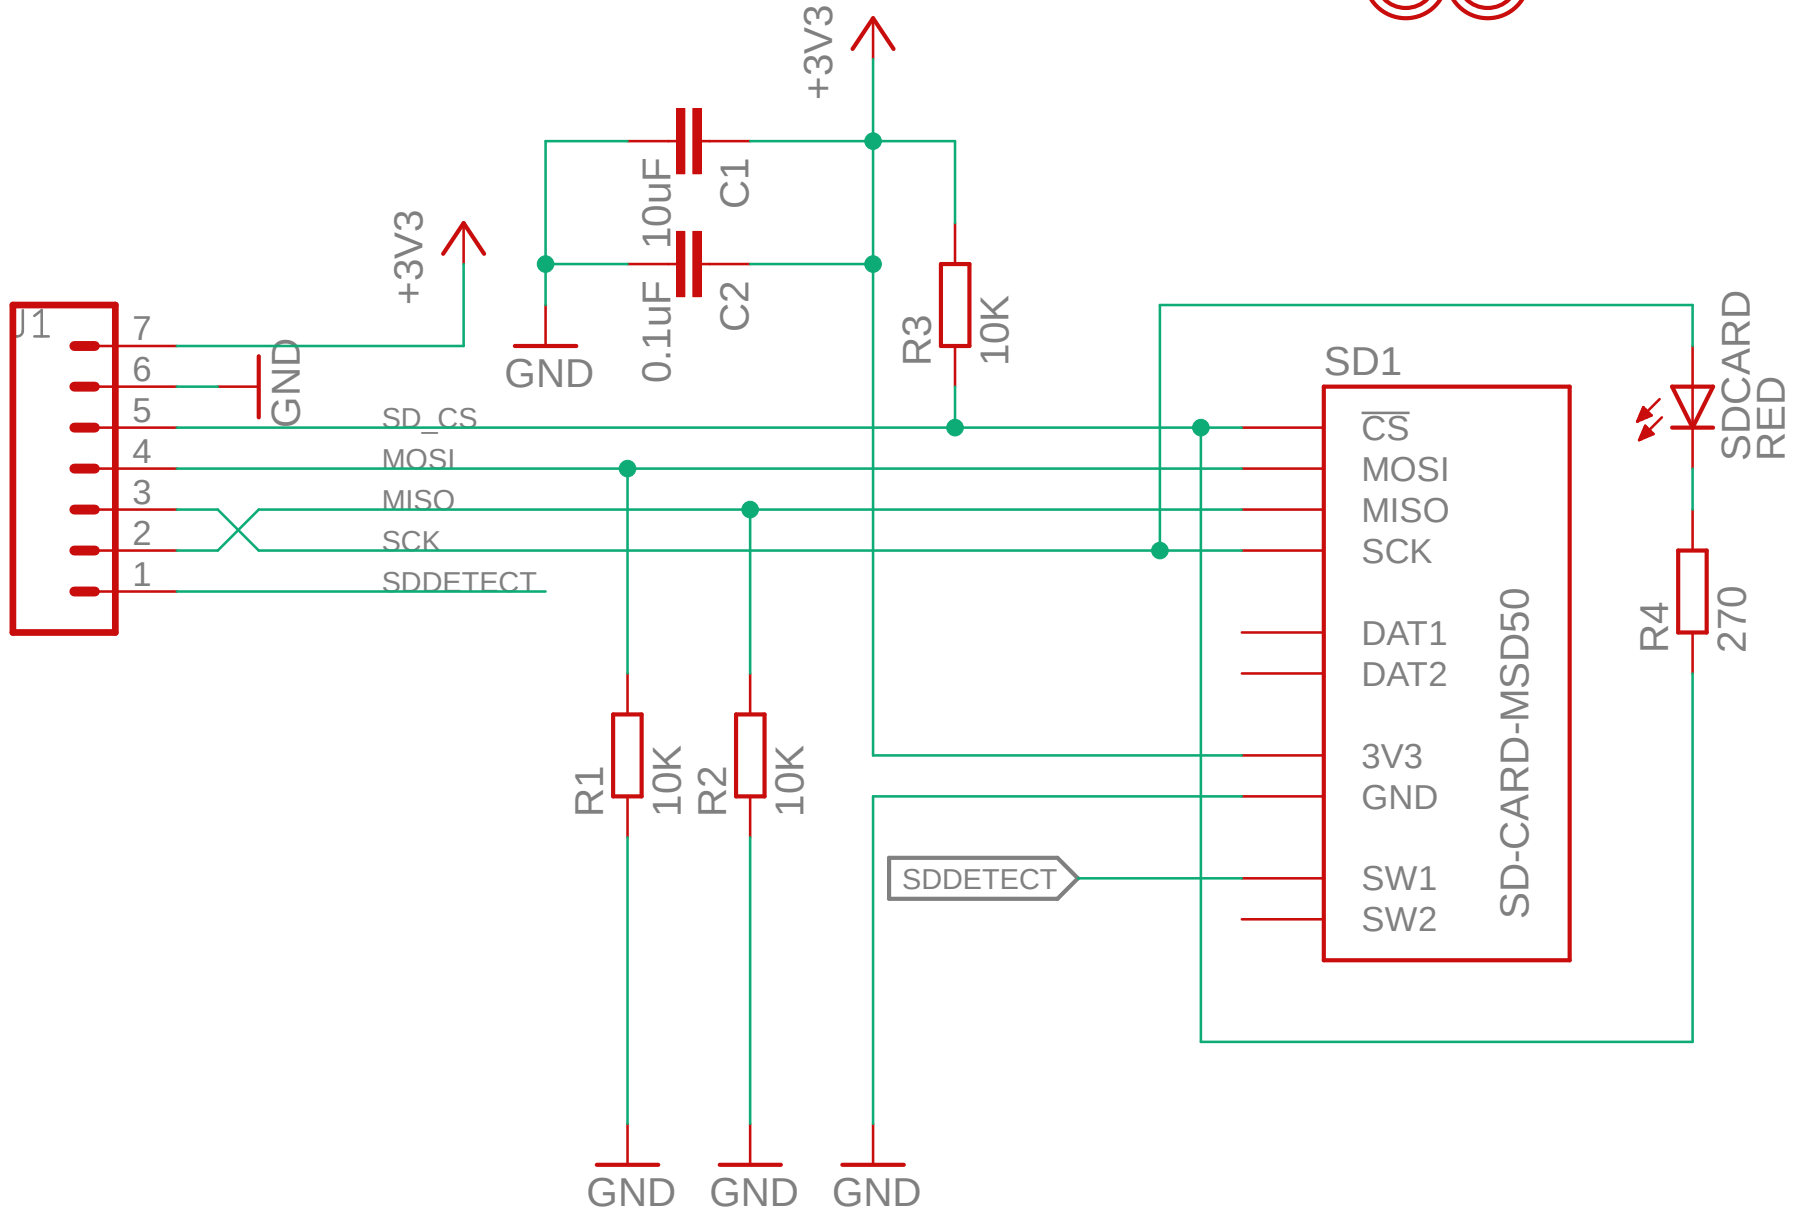 +3V3
10uF
C1
+3V3
0.1uF
C2
GND
R3
10K
J1
7
6
5
4
3
2
1
GND
SD_CS
MOSI
MISO
SCK
SDDETECT
SD1
CS
MOSI
MISO
SCK
DAT1
DAT2
3V3
GND
SW1
SW2
SD-CARD-MSD50
SDCARD
RED
R4
270
R1
10K
R2
10K
SDDETECT
GND
GND
GND